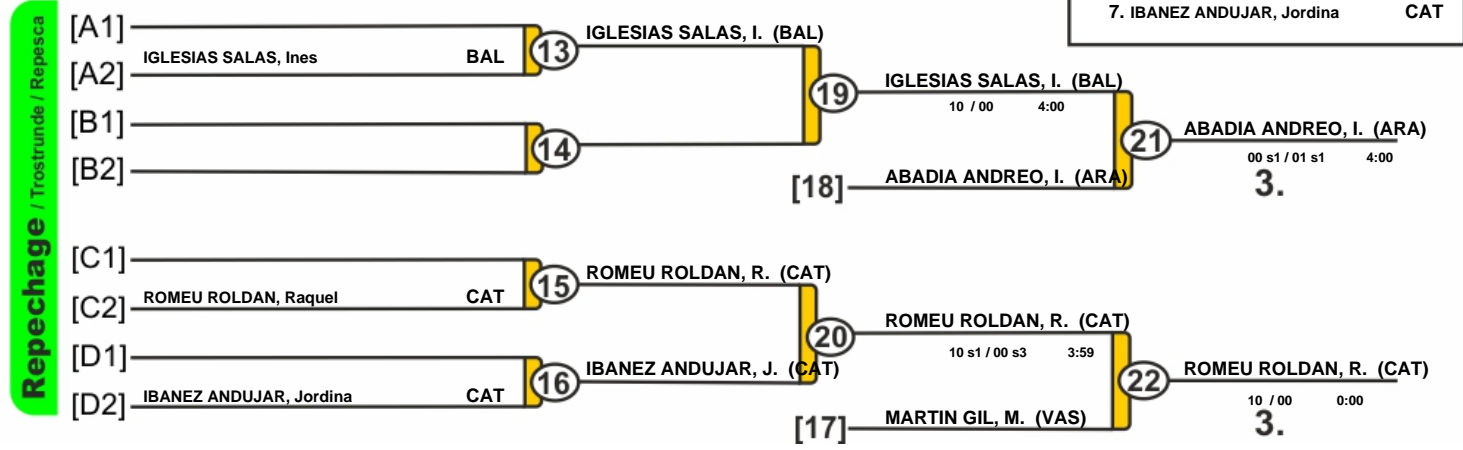 7. IBANEZ ANDUJAR, Jordina CAT
Repechage / Trostrunde / Repesca
[A1]
IGLESIAS SALAS, Ines BAL
[A2]
13
IGLESIAS SALAS, I. (BAL)
[B1]
[B2]
14
19
IGLESIAS SALAS, I. (BAL)
10 / 00 4:00
[18]
ABADIA ANDREO, I. (ARA)
21
ABADIA ANDREO, I. (ARA)
00 s1 / 01 s1 4:00
3.
[C1]
[C2]
ROMEU ROLDAN, Raquel CAT
15
ROMEU ROLDAN, R. (CAT)
[D1]
[D2]
IBANEZ ANDUJAR, Jordina CAT
16
IBANEZ ANDUJAR, J. (CAT)
20
ROMEU ROLDAN, R. (CAT)
10 s1 / 00 s3 3:59
[17]
MARTIN GIL, M. (VAS)
22
ROMEU ROLDAN, R. (CAT)
10 / 00 0:00
3.